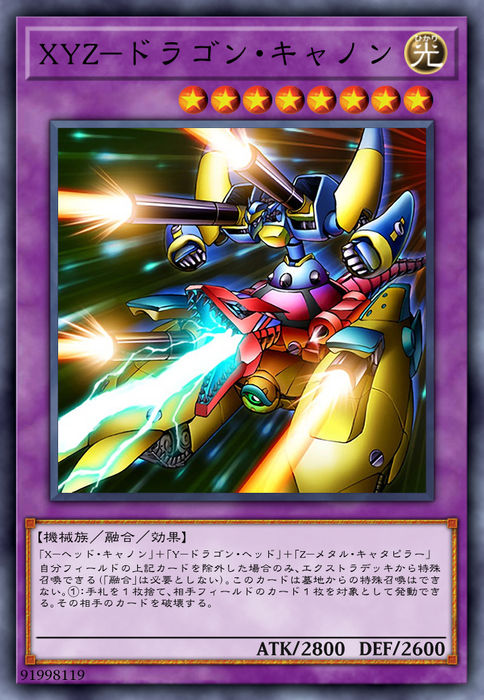 XYZ－ドラゴン・キャノン
ひかり
光
【機械族／融合／効果】
「X－ヘッド・キャノン」＋「Y－ドラゴン・ヘッド」＋「Z－メタル・キャタピラー」
自分フィールドの上記カードを除外した場合のみ、エクストラデッキから特殊
召喚できる（「融合」は必要としない）。このカードは墓地からの特殊召喚はでき
ない。①：手札を１枚捨て、相手フィールドのカード１枚を対象として発動でき
る。その相手のカードを破壊する。
ATK/2800 DEF/2600
91998119